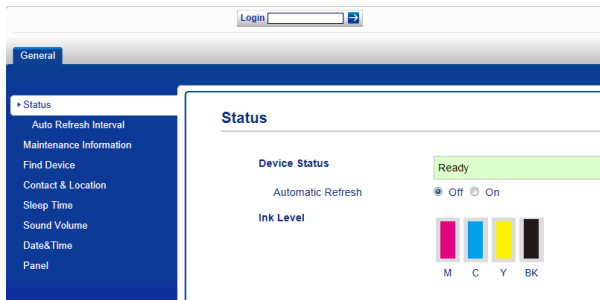 Login
General
Status
Auto Refresh Interval
Maintenance Information
Find Device
Contact & Location
Sleep Time
Sound Volume
Date&Time
Panel
Status
Device Status Ready
Automatic Refresh Off On
Ink Level
M C Y BK